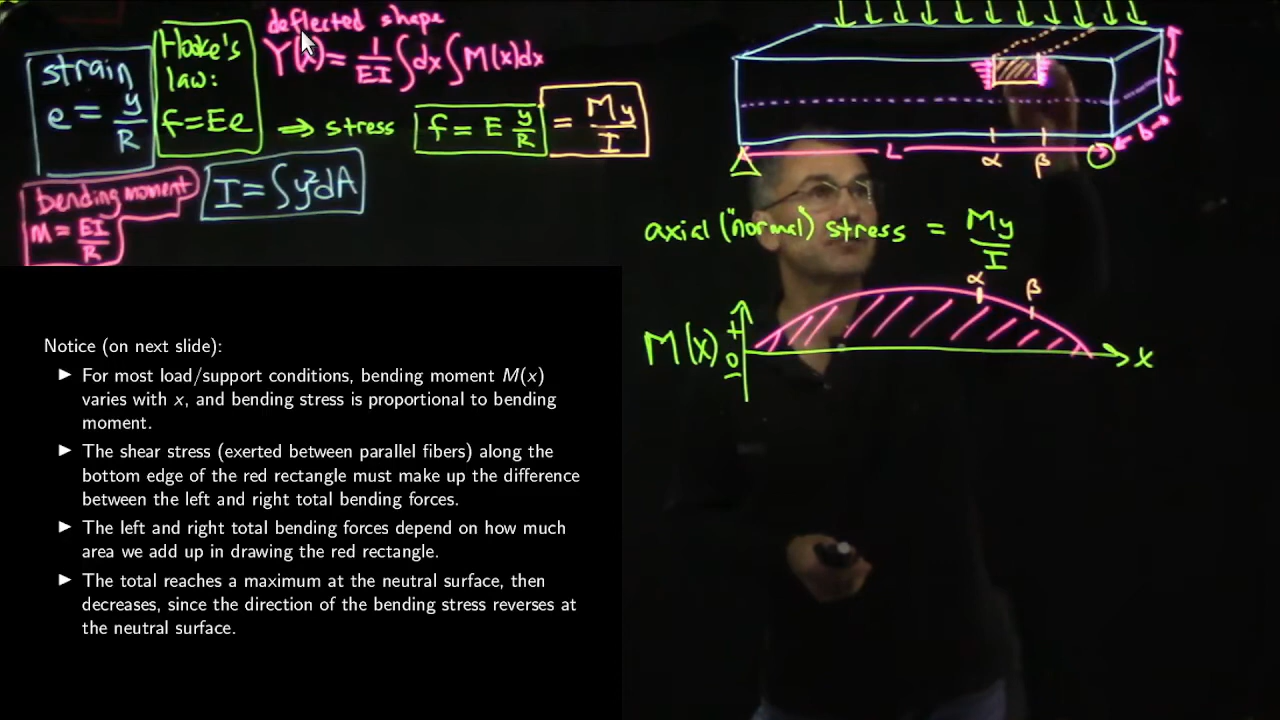 deflected shape
Y(x) = 1/EI ∫dx ∫M(x)dx
strain
e = y/R
Hooke's
law:
f=Ee
⇒ stress
f = E y/R
= My/I
bending moment
M = EI/R
I = ∫y²dA
L
α β
h
b
axial ("normal") stress = My/I
α
β
M(x)
+
0
−
x
Notice (on next slide):
▶ For most load/support conditions, bending moment M(x)
varies with x, and bending stress is proportional to bending
moment.
▶ The shear stress (exerted between parallel fibers) along the
bottom edge of the red rectangle must make up the difference
between the left and right total bending forces.
▶ The left and right total bending forces depend on how much
area we add up in drawing the red rectangle.
▶ The total reaches a maximum at the neutral surface, then
decreases, since the direction of the bending stress reverses at
the neutral surface.